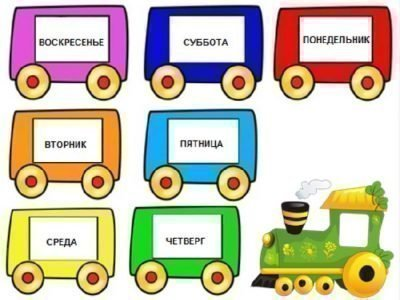 ВОСКРЕСЕНЬЕ
СУББОТА
ПОНЕДЕЛЬНИК
ВТОРНИК
ПЯТНИЦА
СРЕДА
ЧЕТВЕРГ